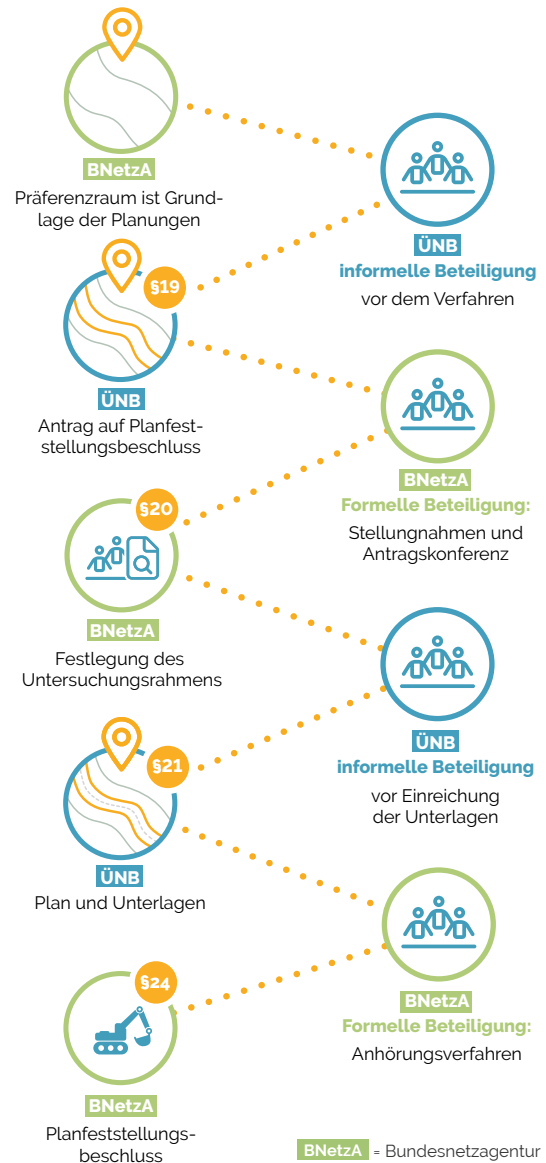 BNetzA
Präferenzraum ist Grund-
lage der Planungen
ÜNB
informelle Beteiligung
vor dem Verfahren
§19
ÜNB
Antrag auf Planfest-
stellungsbeschluss
BNetzA
Formelle Beteiligung:
Stellungnahmen und
Antragskonferenz
§20
BNetzA
Festlegung des
Untersuchungsrahmens
ÜNB
informelle Beteiligung
vor Einreichung
der Unterlagen
§21
ÜNB
Plan und Unterlagen
BNetzA
Formelle Beteiligung:
Anhörungsverfahren
§24
BNetzA
Planfeststellungs-
beschluss
BNetzA = Bundesnetzagentur